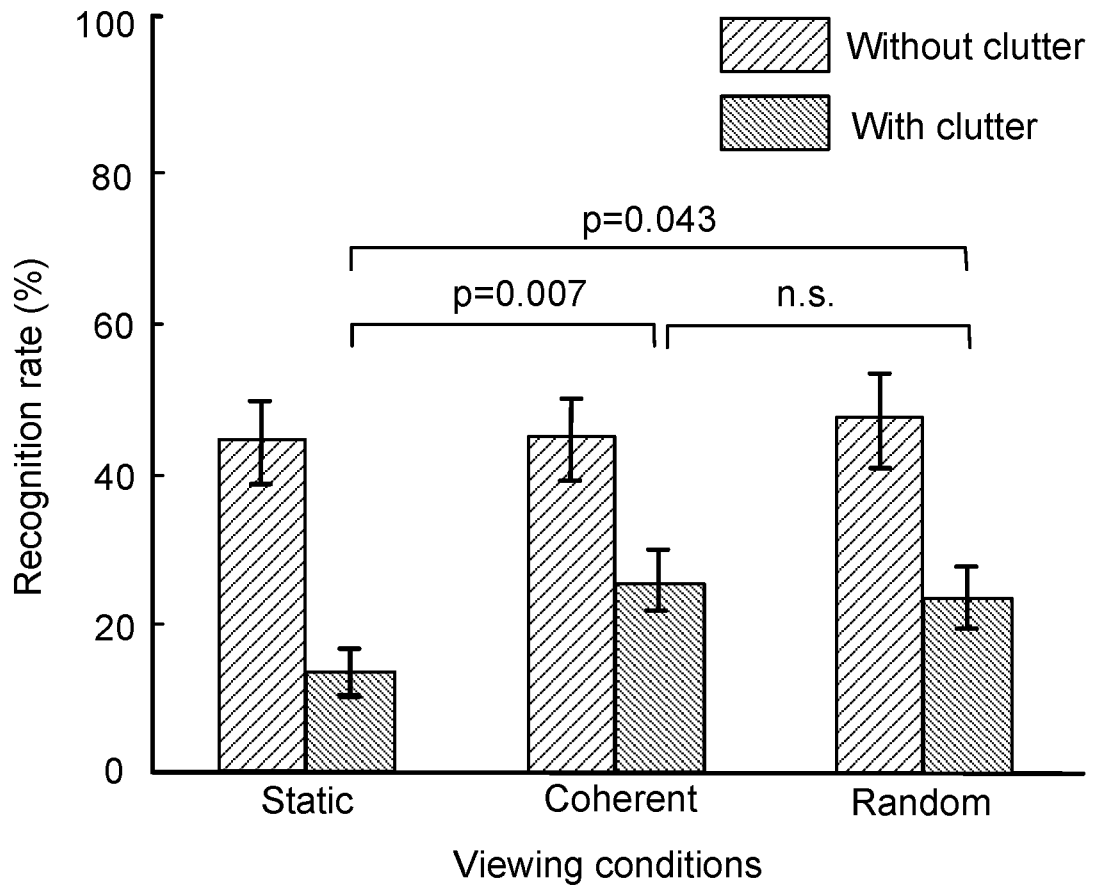 100
80
60
40
20
0
Recognition rate (%)
Without clutter
With clutter
p=0.043
p=0.007
n.s.
Static
Coherent
Random
Viewing conditions